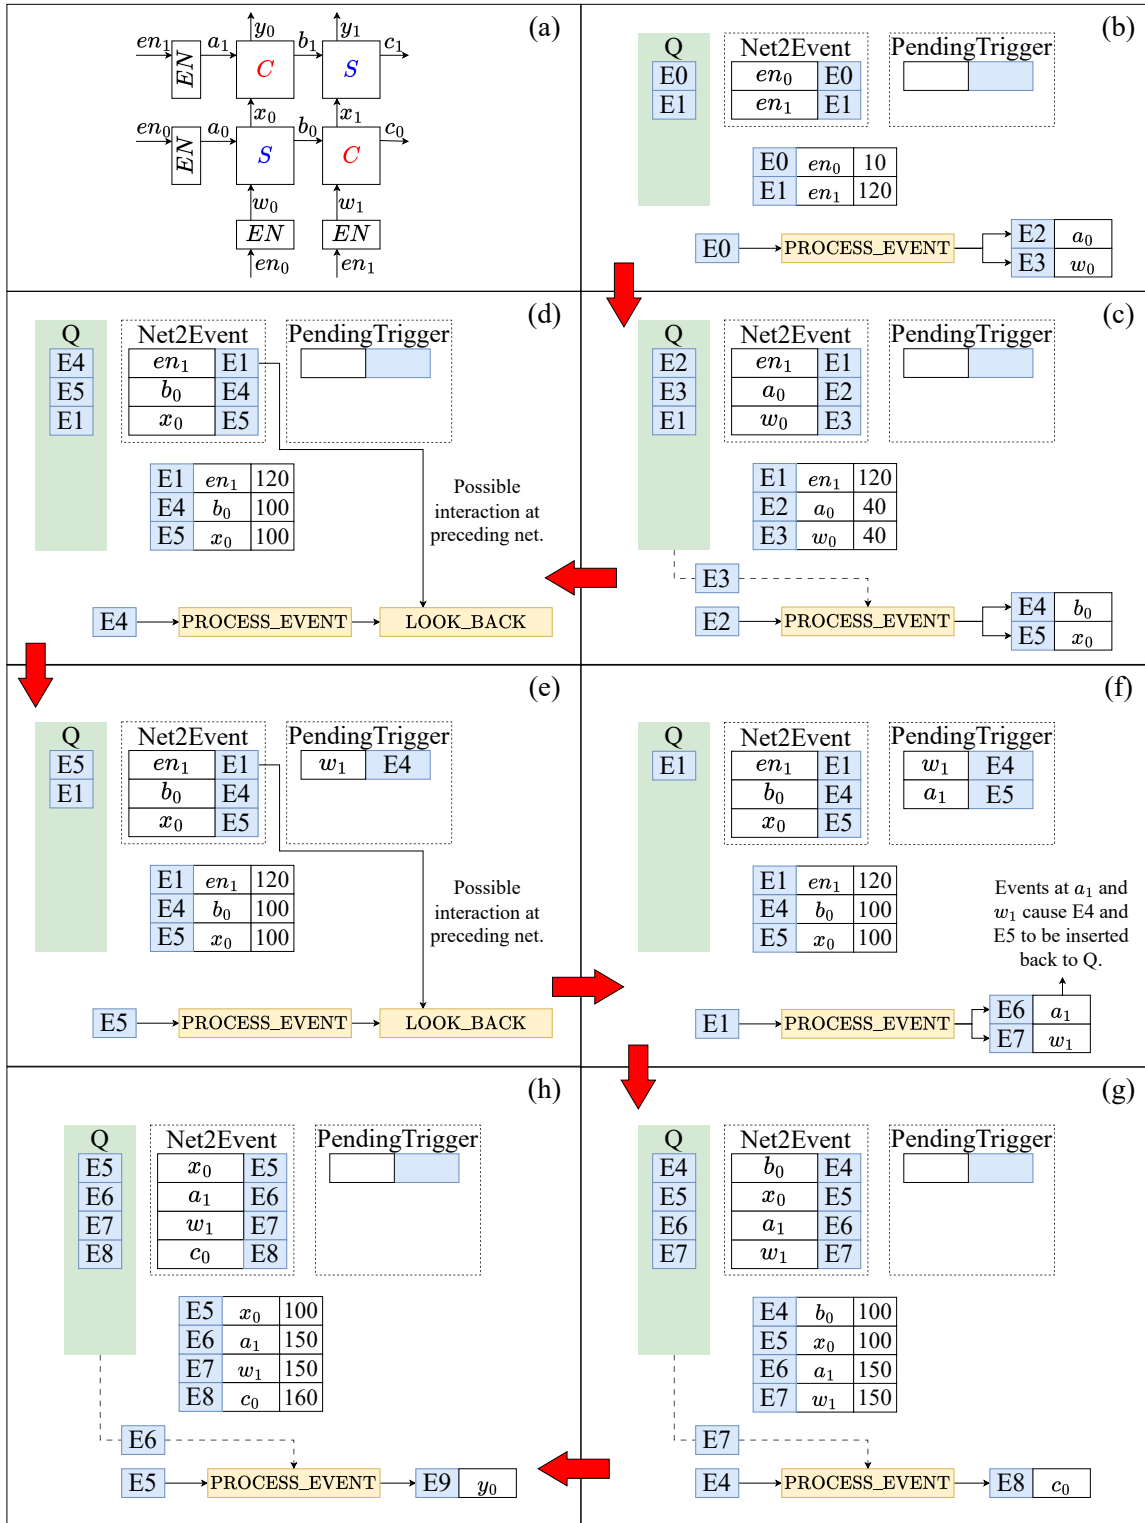 (a)
y₀ y₁
en₁ a₁ b₁ c₁
EN C S
x₀ x₁
en₀ a₀ b₀ c₀
EN S C
w₀ w₁
EN EN
en₀ en₁
(b)
Q Net2Event PendingTrigger
E0 en₀ E0
E1 en₁ E1
E0 en₀ 10
E1 en₁ 120
E0 PROCESS_EVENT E2 a₀
E3 w₀
(d)
Q Net2Event PendingTrigger
E4 en₁ E1
E5 b₀ E4
E1 x₀ E5
E1 en₁ 120
E4 b₀ 100
E5 x₀ 100
Possible
interaction at
preceding net.
E4 PROCESS_EVENT LOOK_BACK
(c)
Q Net2Event PendingTrigger
E2 en₁ E1
E3 a₀ E2
E1 w₀ E3
E1 en₁ 120
E2 a₀ 40
E3 w₀ 40
E3
E2 PROCESS_EVENT E4 b₀
E5 x₀
(e)
Q Net2Event PendingTrigger
E5 en₁ E1 w₁ E4
E1 b₀ E4
x₀ E5
E1 en₁ 120
E4 b₀ 100
E5 x₀ 100
Possible
interaction at
preceding net.
E5 PROCESS_EVENT LOOK_BACK
(f)
Q Net2Event PendingTrigger
E1 en₁ E1 w₁ E4
b₀ E4 a₁ E5
x₀ E5
E1 en₁ 120
E4 b₀ 100
E5 x₀ 100
Events at a₁ and
w₁ cause E4 and
E5 to be inserted
back to Q.
E1 PROCESS_EVENT E6 a₁
E7 w₁
(h)
Q Net2Event PendingTrigger
E5 x₀ E5
E6 a₁ E6
E7 w₁ E7
E8 c₀ E8
E5 x₀ 100
E6 a₁ 150
E7 w₁ 150
E8 c₀ 160
E6
E5 PROCESS_EVENT E9 y₀
(g)
Q Net2Event PendingTrigger
E4 b₀ E4
E5 x₀ E5
E6 a₁ E6
E7 w₁ E7
E4 b₀ 100
E5 x₀ 100
E6 a₁ 150
E7 w₁ 150
E7
E4 PROCESS_EVENT E8 c₀